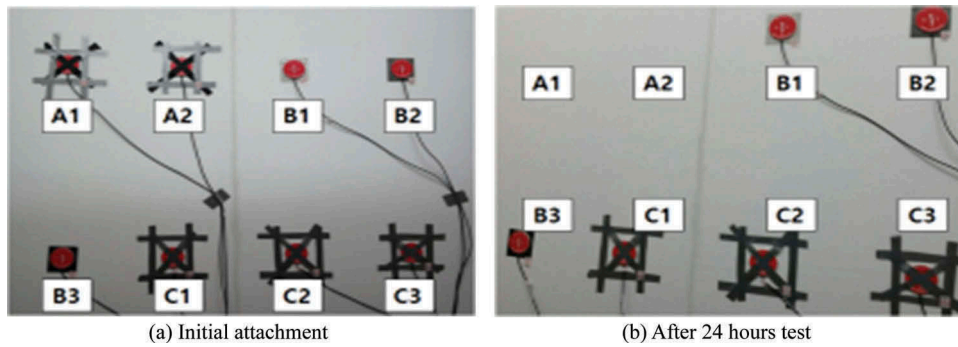 A1 A2 B1 B2
B3 C1 C2 C3
(a) Initial attachment
A1 A2 B1 B2
B3 C1 C2 C3
(b) After 24 hours test